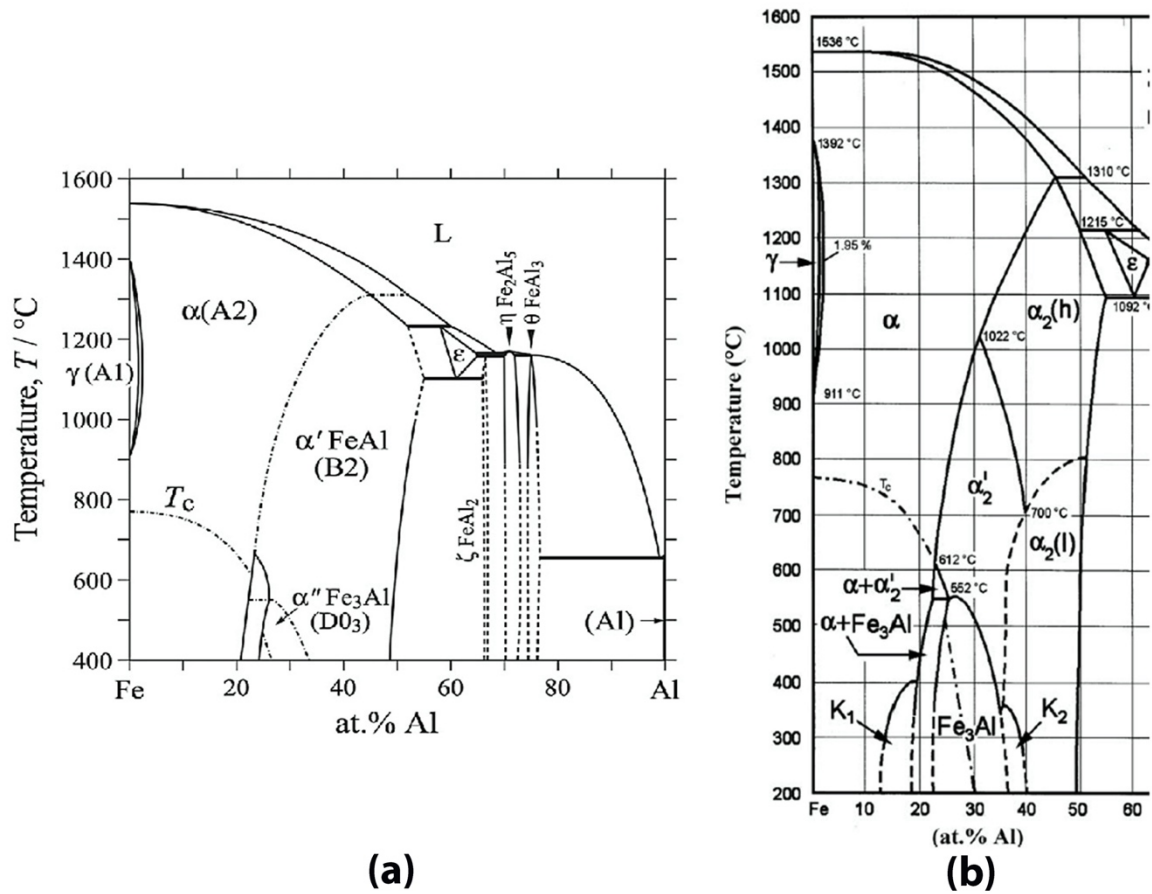 1600
1400
1200
1000
800
600
400
Temperature, T / °C
L
α(A2)
γ(A1)
η Fe₂Al₅
θ FeAl₃
ε
α′ FeAl
(B2)
ζ FeAl₂
Tc
α″ Fe₃Al
(D0₃)
(Al)
Fe
20
40
60
80
Al
at.% Al
(a)
1600
1500
1400
1300
1200
1100
1000
900
800
700
600
500
400
300
200
Temperature (°C)
1536 °C
1392 °C
1310 °C
1215 °C
1.95 %
γ
ε
α
α₂(h)
1092 °C
1022 °C
911 °C
Tc
α₂′
700 °C
α₂(l)
612 °C
α+α₂′
552 °C
α+Fe₃Al
K₁
Fe₃Al
K₂
Fe
10
20
30
40
50
60
(at.% Al)
(b)